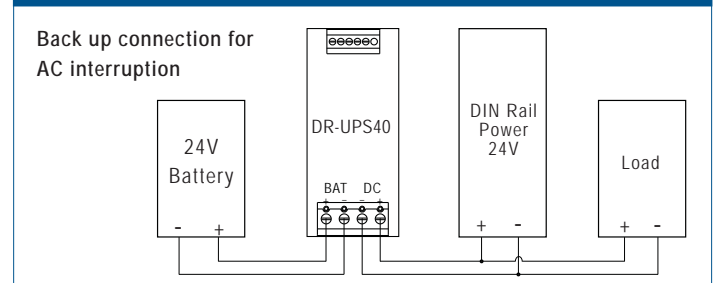 Back up connection for
AC interruption
DR-UPS40
DIN Rail
Power
24V
24V
Battery
Load
BAT DC
+ - - +
- +
+ -
+ -